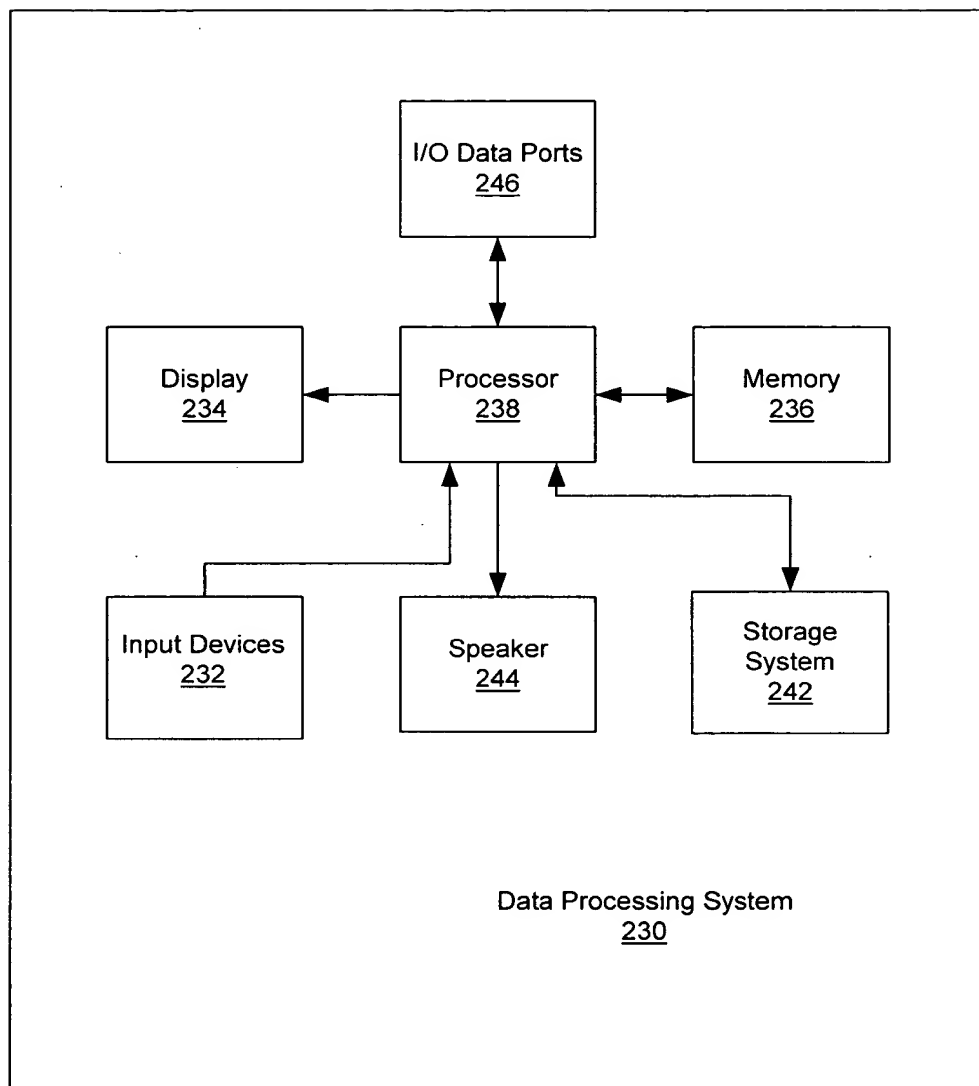 I/O Data Ports
246
Display
234
Processor
238
Memory
236
Input Devices
232
Speaker
244
Storage
System
242
Data Processing System
230